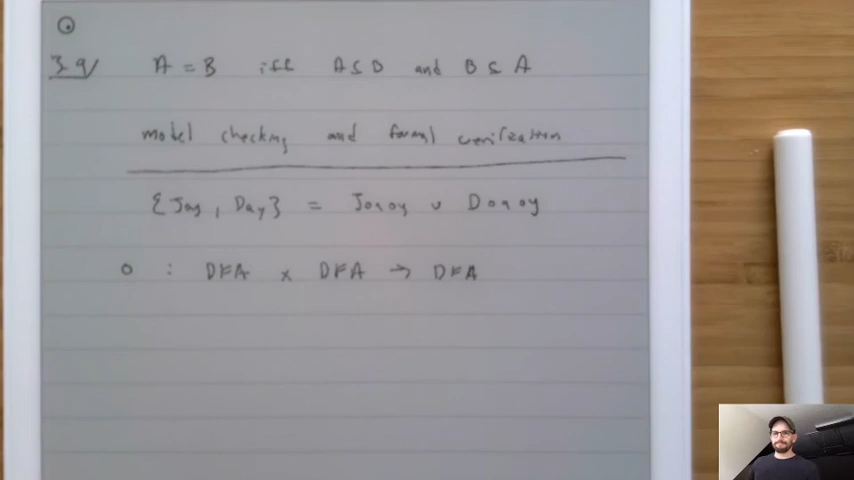 3-9/ A = B iff A ⊆ B and B ⊆ A
model checking and formal verification
{Jay, Day} = J∘a∘y ∪ D∘a∘y
∘ : DFA × DFA → DFA